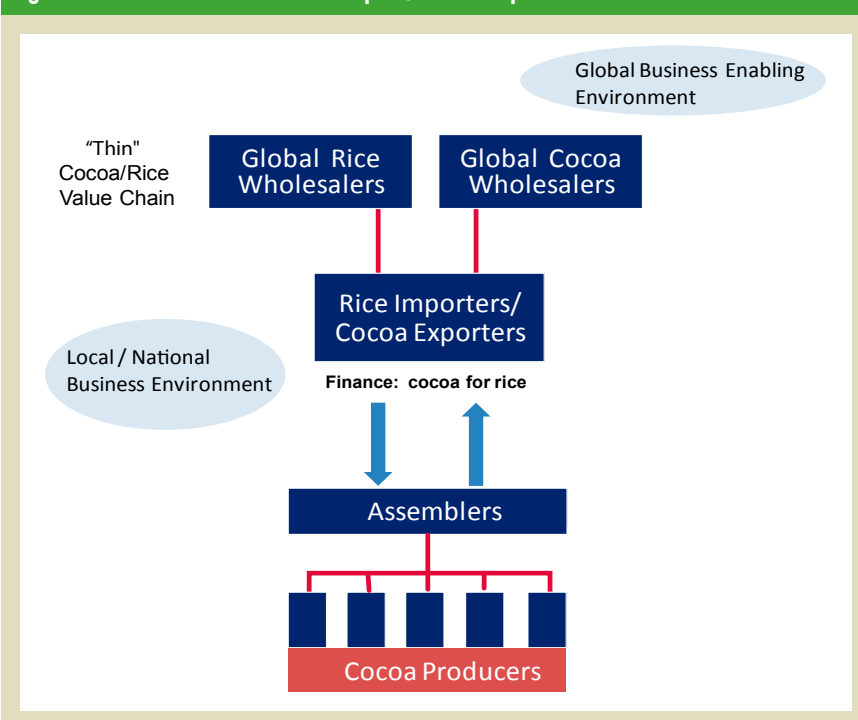 Global Business Enabling
Environment
“Thin"
Cocoa/Rice
Value Chain
Global Rice
Wholesalers
Global Cocoa
Wholesalers
Rice Importers/
Cocoa Exporters
Local / National
Business Environment
Finance: cocoa for rice
Assemblers
Cocoa Producers